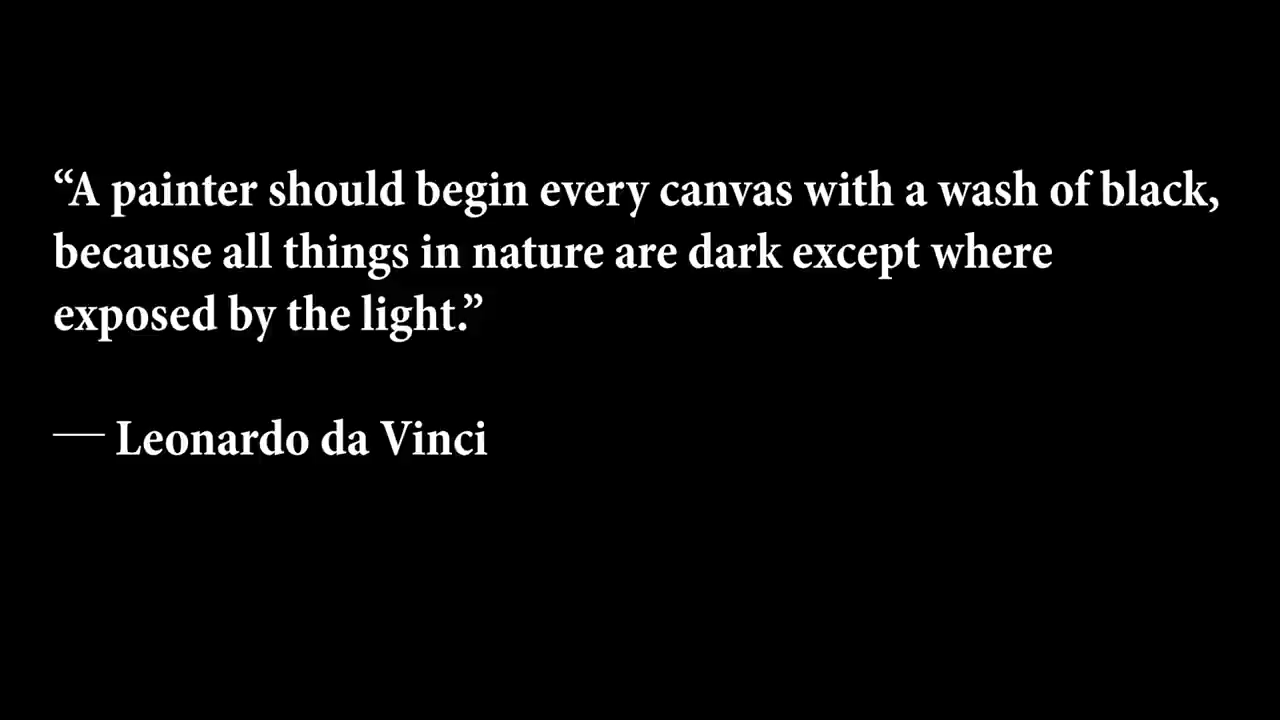 “A painter should begin every canvas with a wash of black,
because all things in nature are dark except where
exposed by the light.”
— Leonardo da Vinci